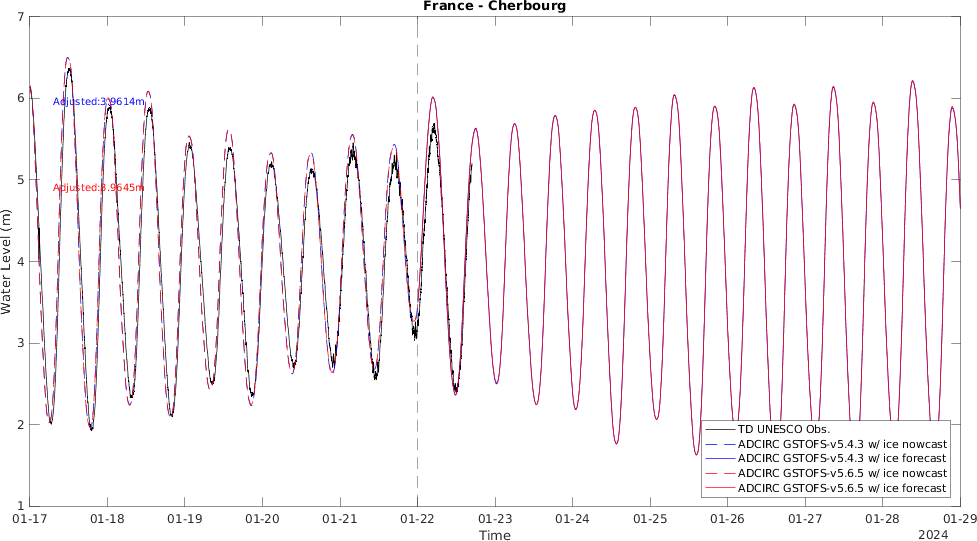 France - Cherbourg
7
6
5
4
3
2
1
Water Level (m)
Adjusted:3.9614m
Adjusted:3.9645m
TD UNESCO Obs.
ADCIRC GSTOFS-v5.4.3 w/ ice nowcast
ADCIRC GSTOFS-v5.4.3 w/ ice forecast
ADCIRC GSTOFS-v5.6.5 w/ ice nowcast
ADCIRC GSTOFS-v5.6.5 w/ ice forecast
01-17 01-18 01-19 01-20 01-21 01-22 01-23 01-24 01-25 01-26 01-27 01-28 01-29
Time
2024